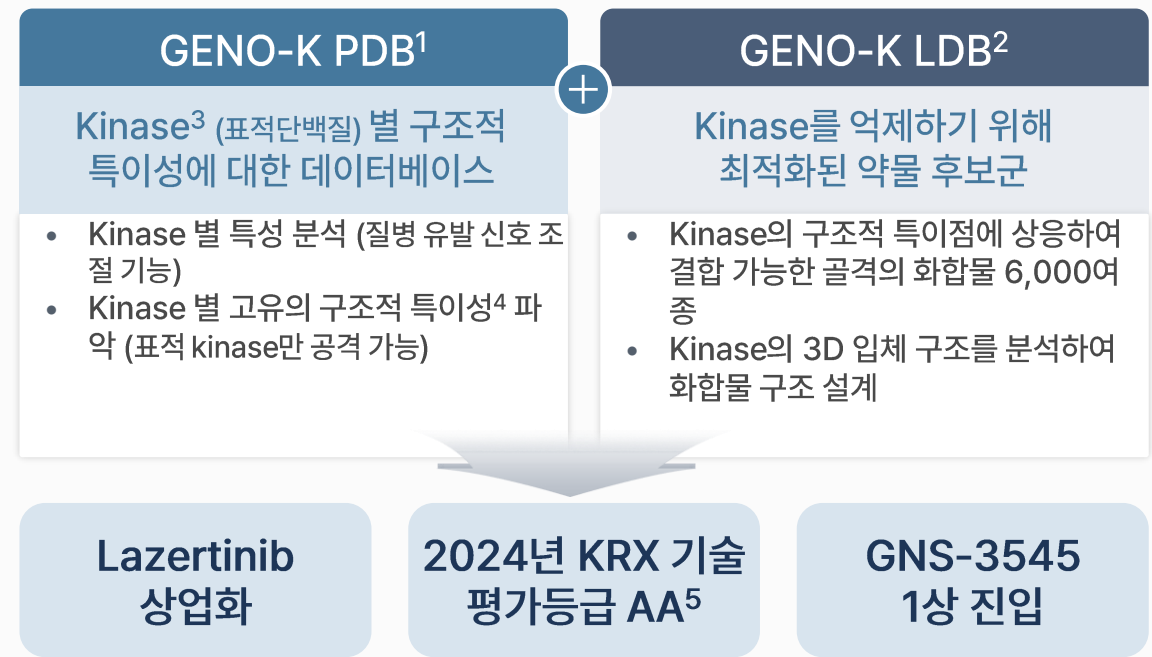 GENO-K PDB1
Kinase3 (표적단백질) 별 구조적
특이성에 대한 데이터베이스
• Kinase 별 특성 분석 (질병 유발 신호 조
절 기능)
• Kinase 별 고유의 구조적 특이성4 파
악 (표적 kinase만 공격 가능)
+
GENO-K LDB2
Kinase를 억제하기 위해
최적화된 약물 후보군
• Kinase의 구조적 특이점에 상응하여
결합 가능한 골격의 화합물 6,000여
종
• Kinase의 3D 입체 구조를 분석하여
화합물 구조 설계
Lazertinib
상업화
2024년 KRX 기술
평가등급 AA5
GNS-3545
1상 진입